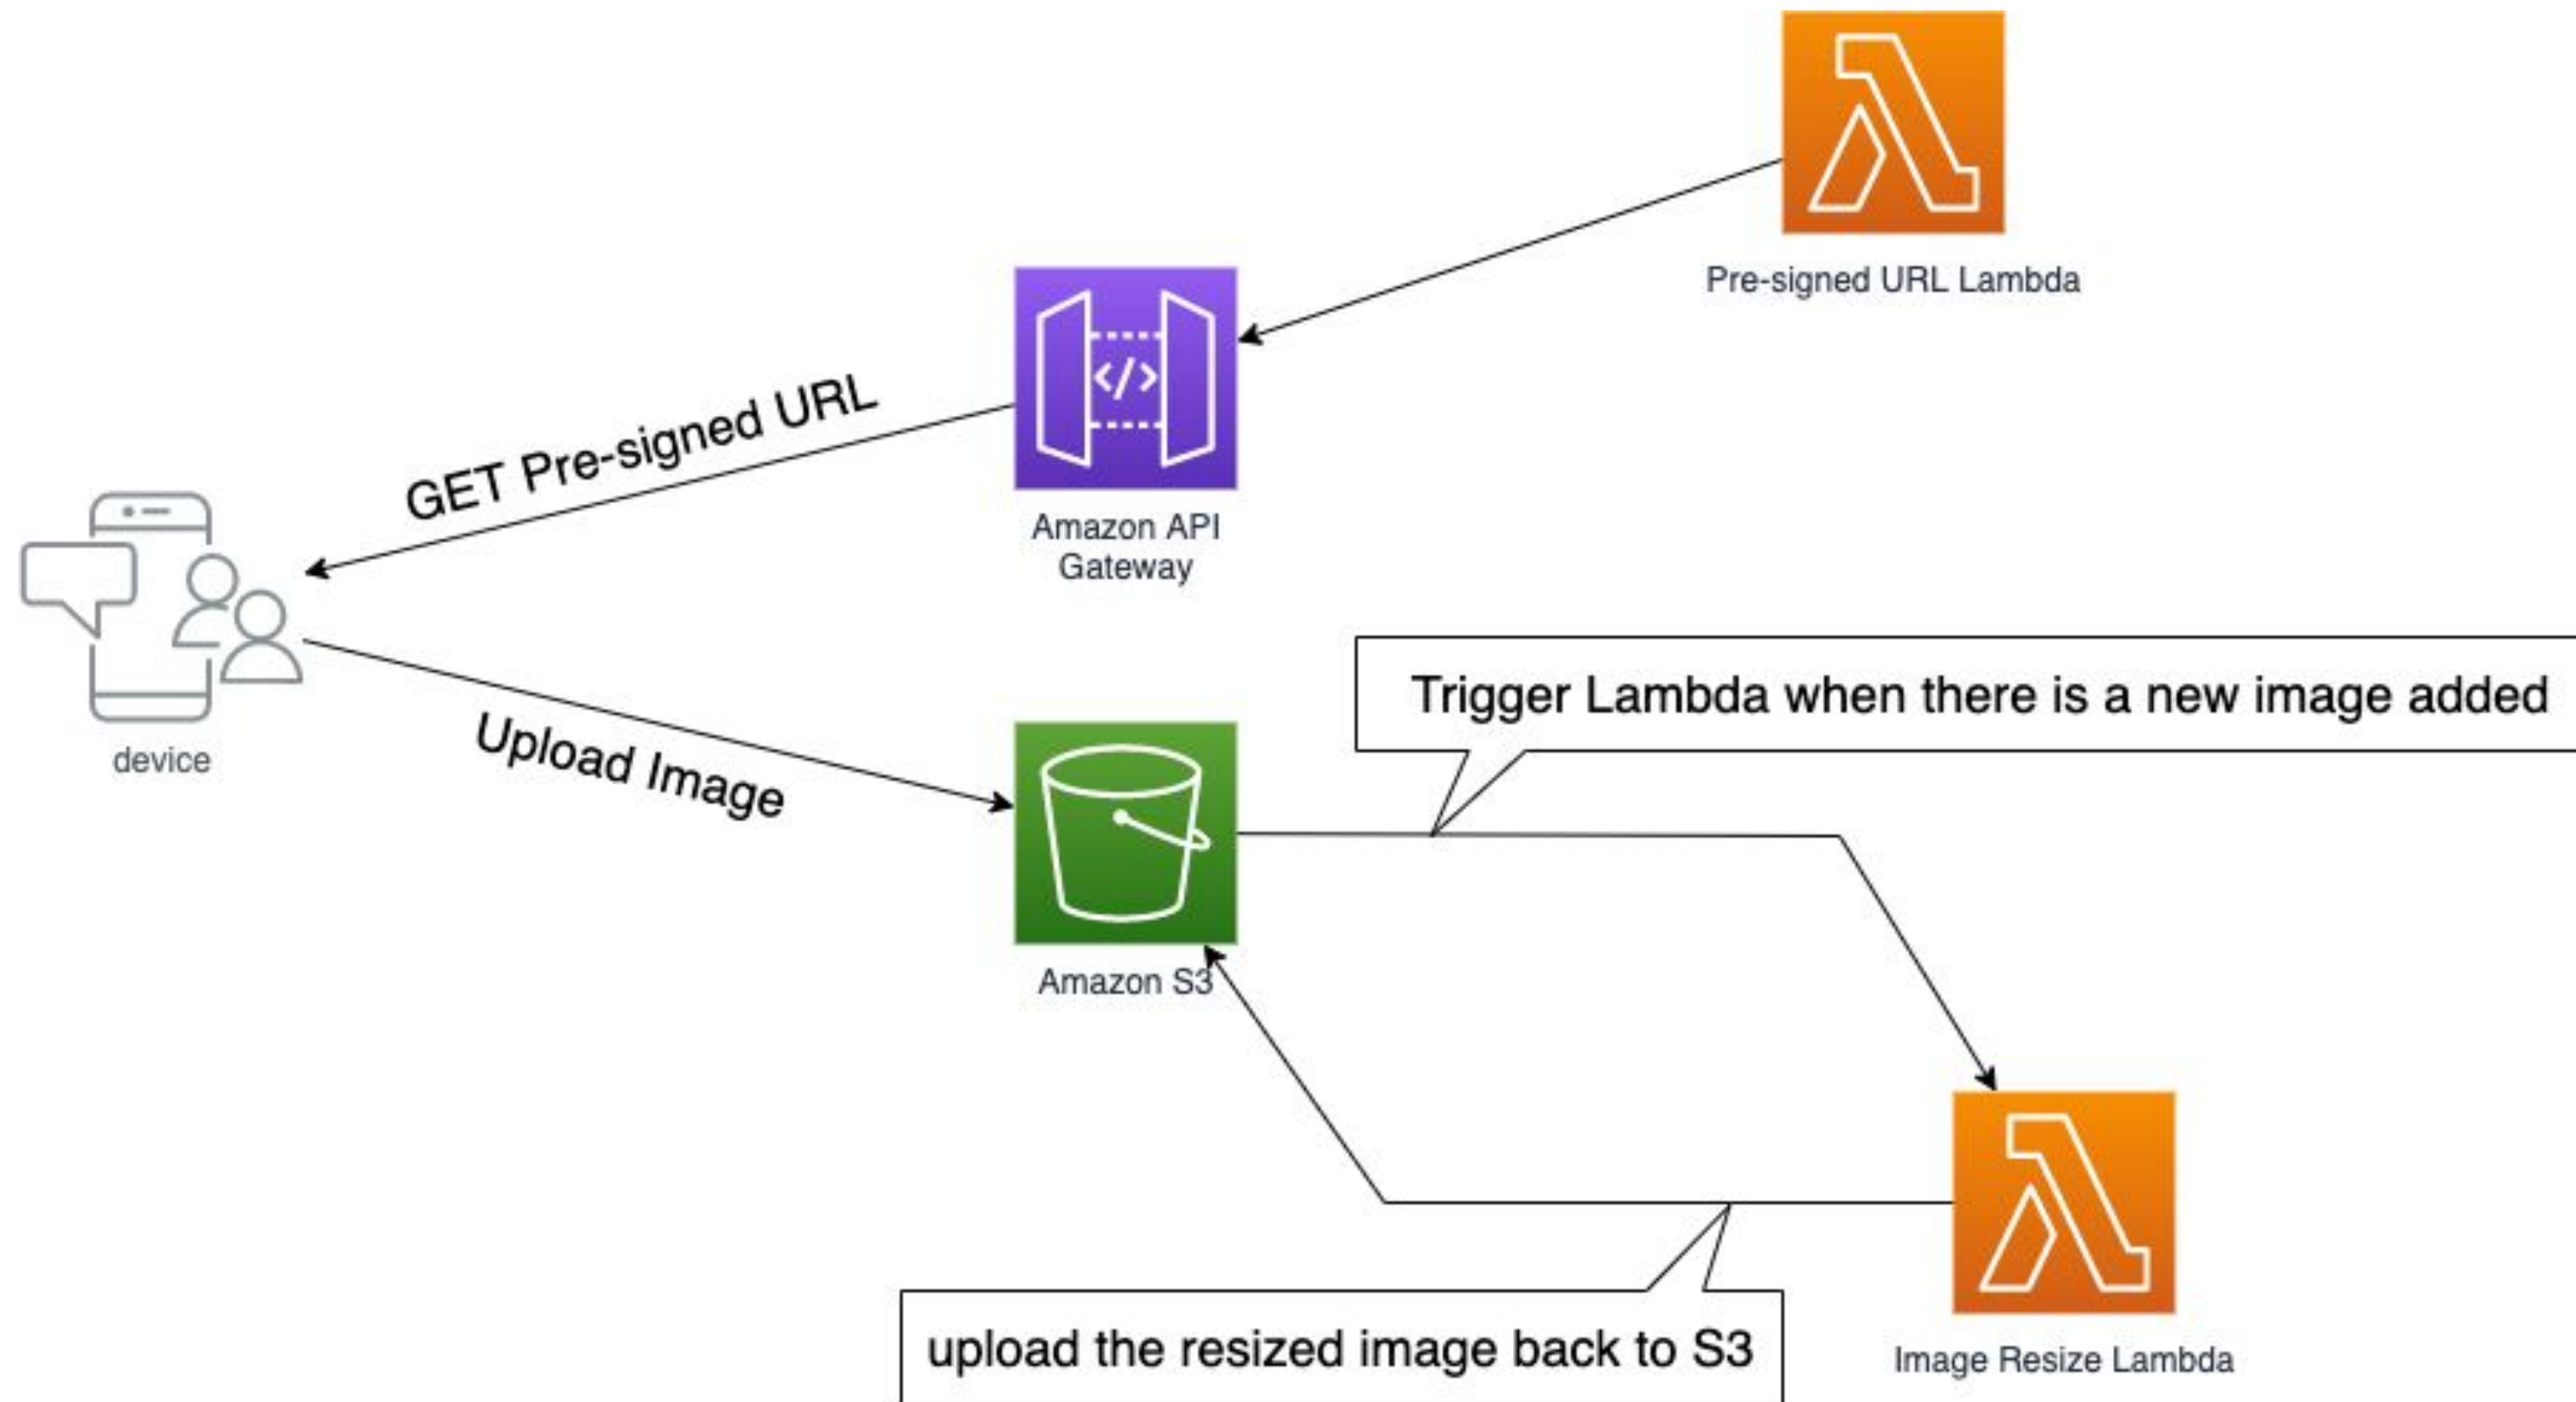 Pre-signed URL Lambda
GET Pre-signed URL
</>
Amazon API
Gateway
device
Upload Image
Trigger Lambda when there is a new image added
Amazon S3
upload the resized image back to S3
Image Resize Lambda